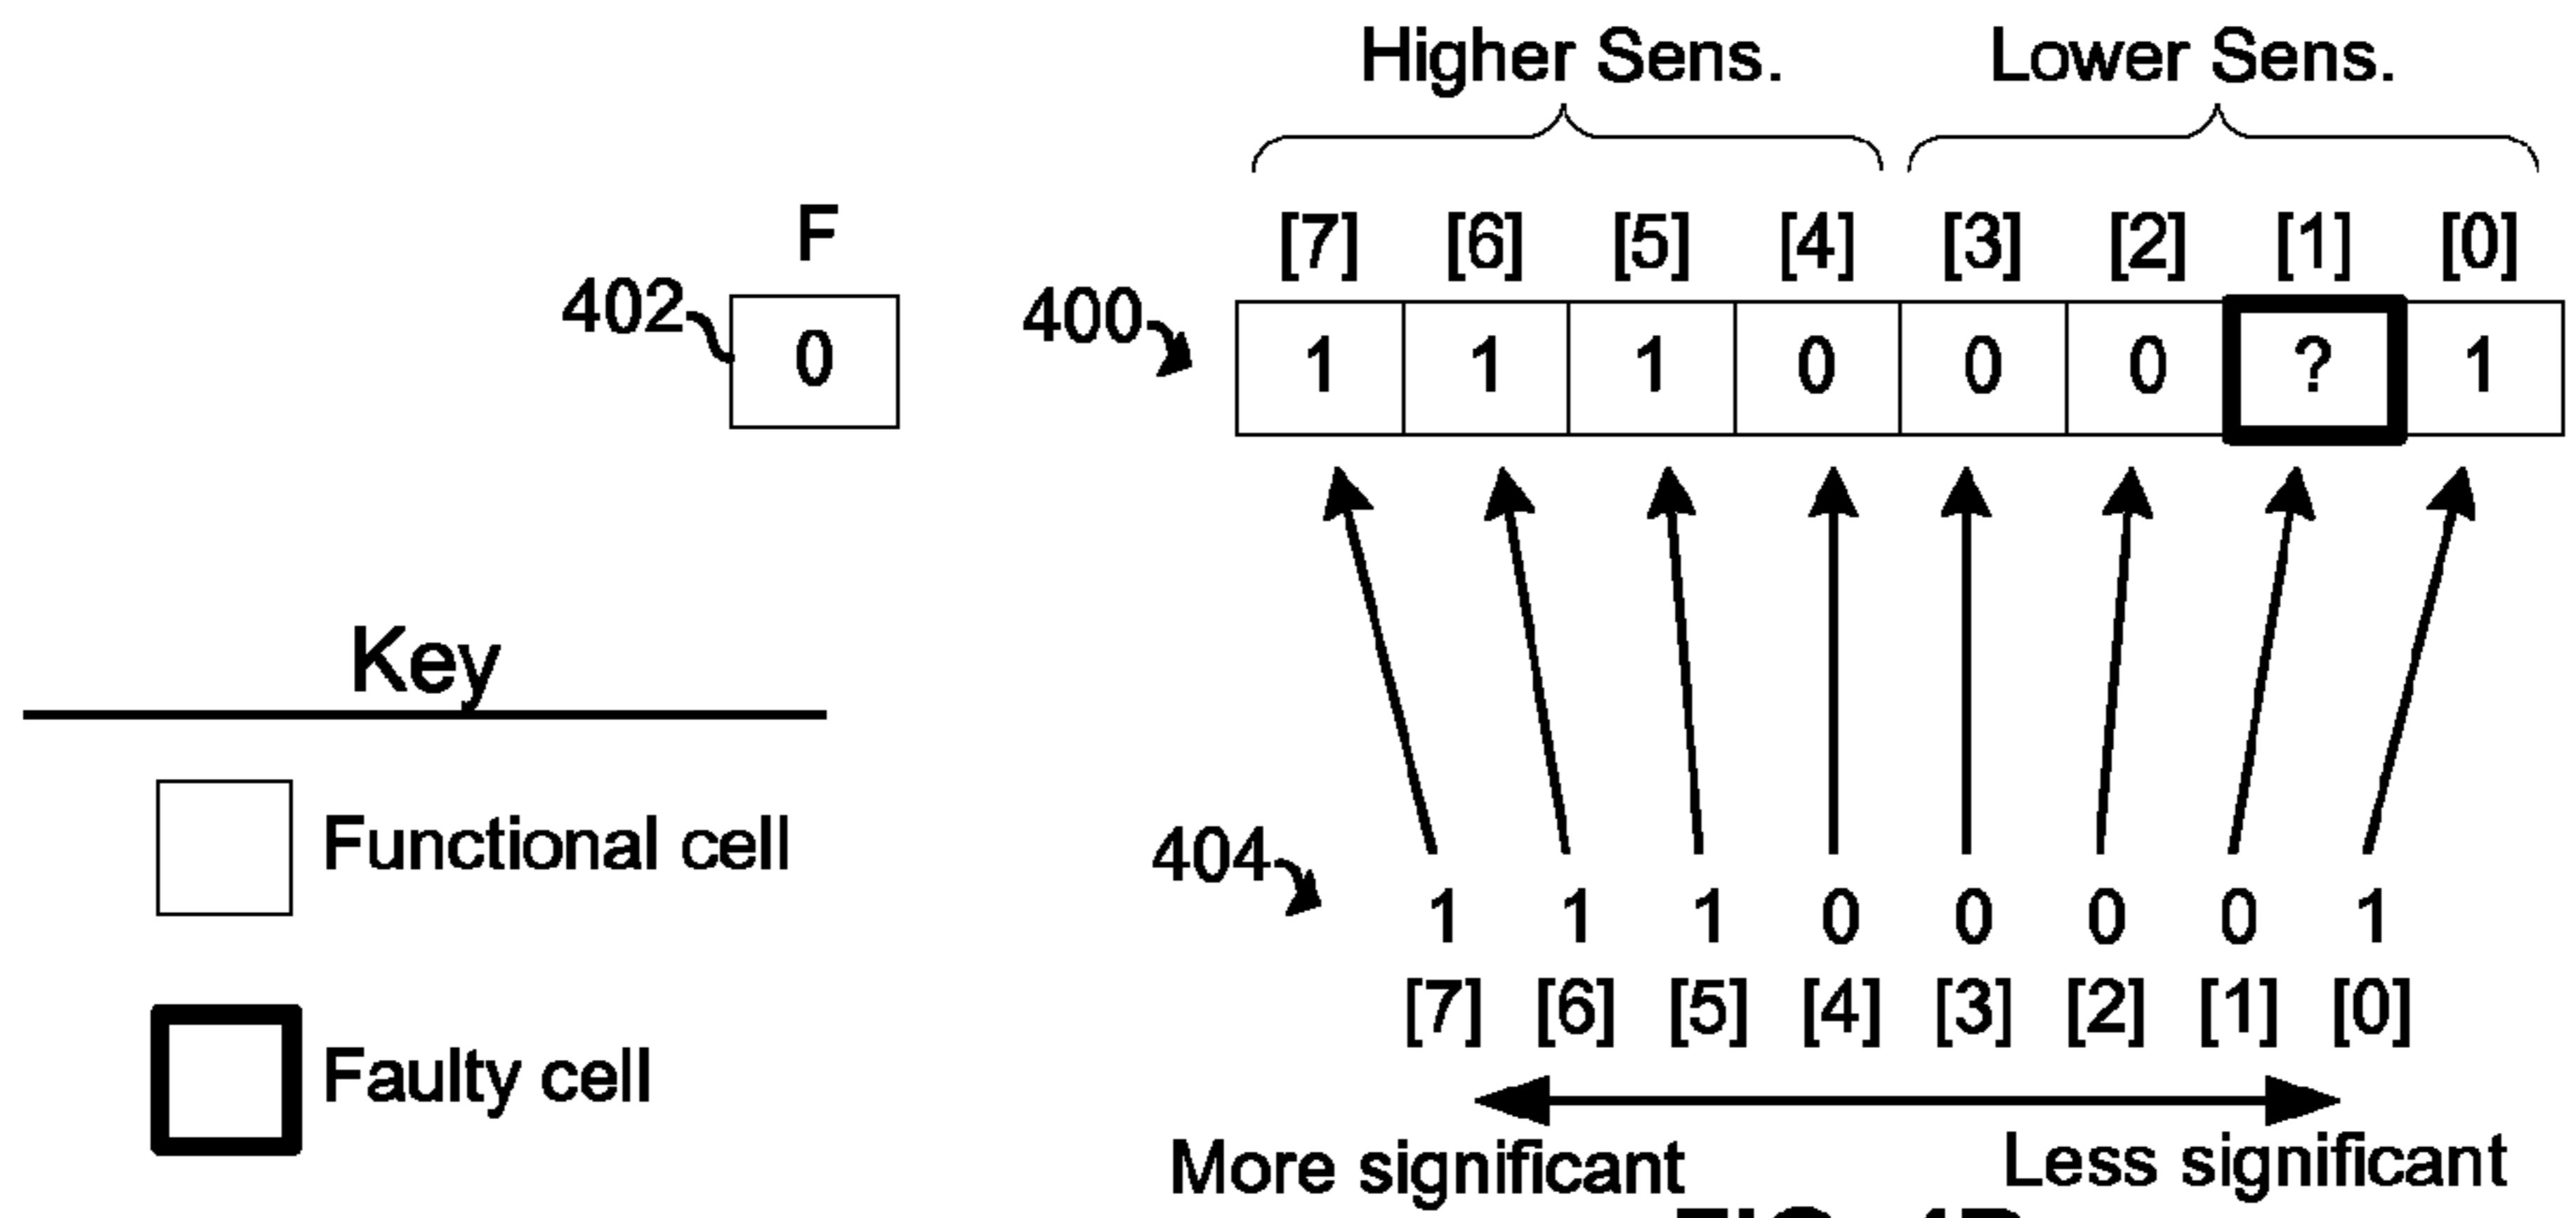 Higher Sens. Lower Sens.
F [7] [6] [5] [4] [3] [2] [1] [0]
402 0 400 1 1 1 0 0 0 ? 1
Key
Functional cell
404 1 1 1 0 0 0 0 1
[7] [6] [5] [4] [3] [2] [1] [0]
Faulty cell
More significant Less significant